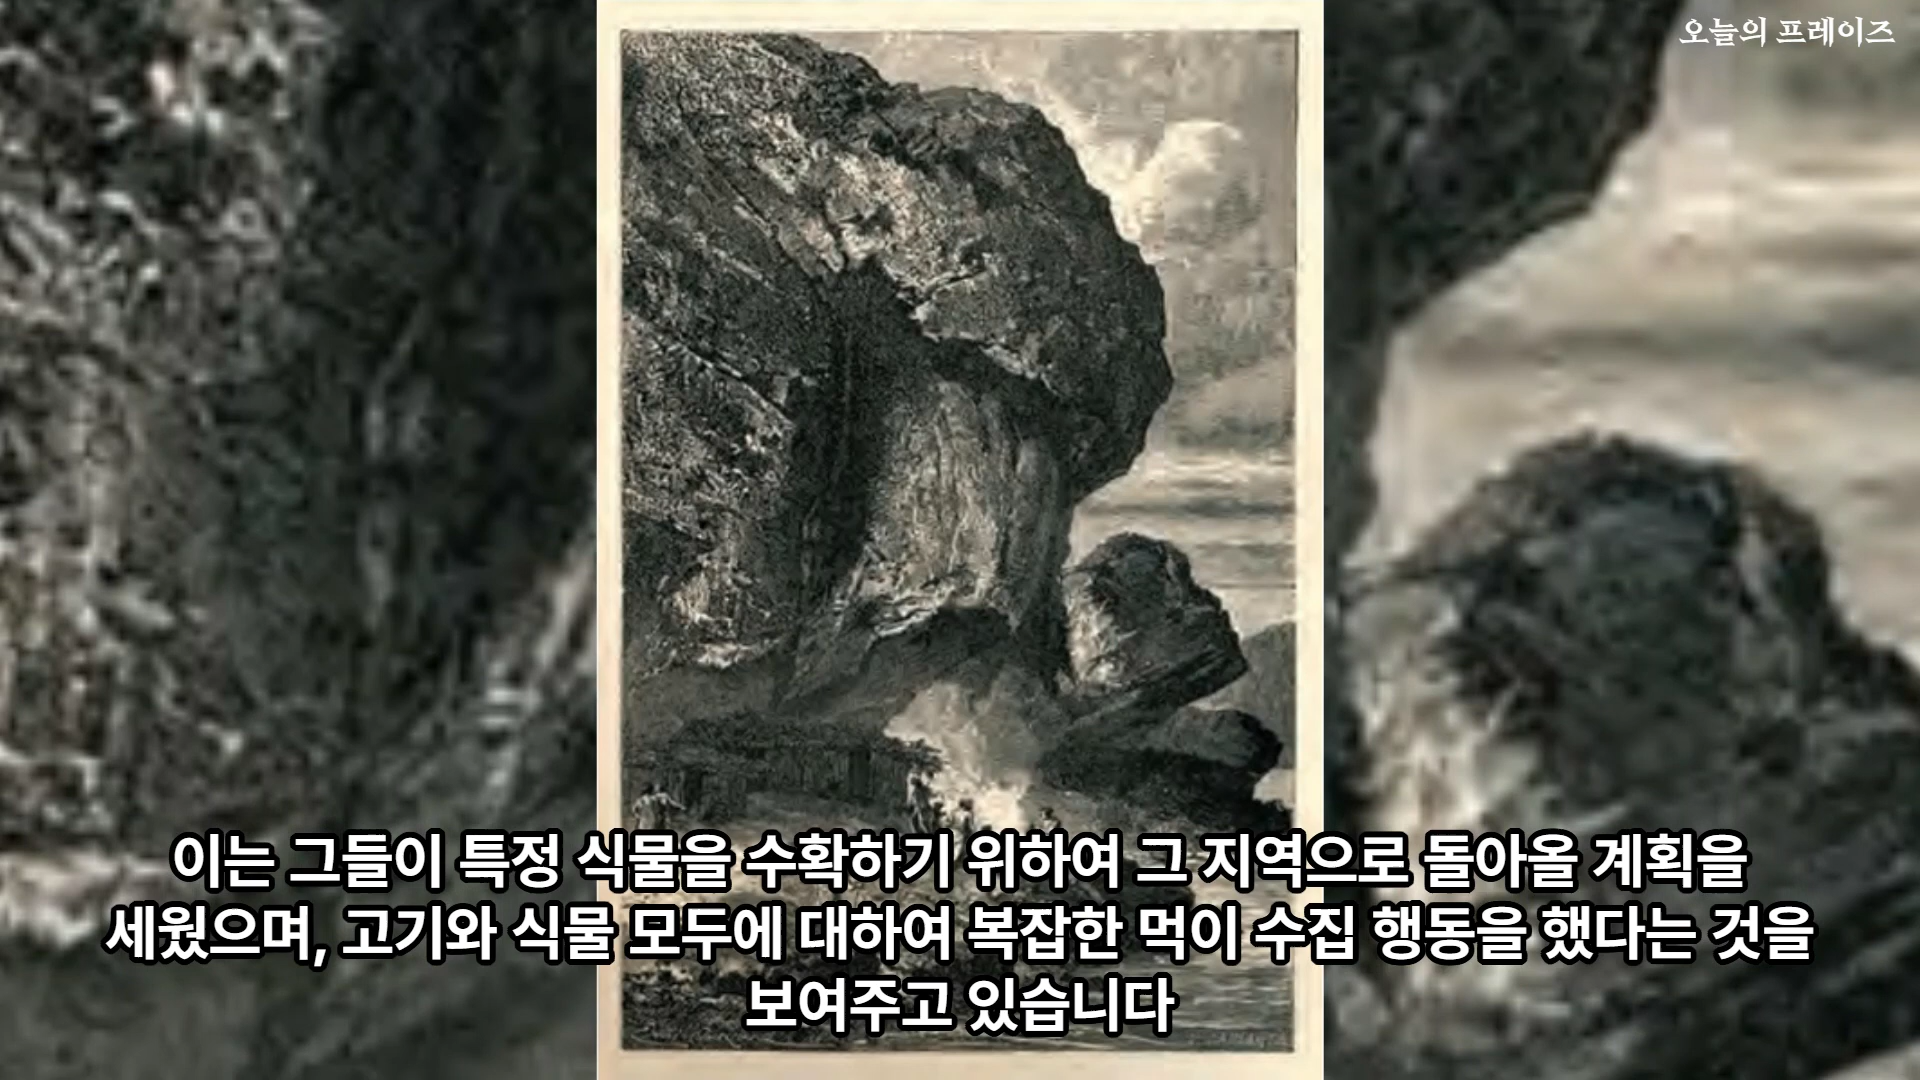 오늘의 프레이즈
이는 그들이 특정 식물을 수확하기 위하여 그 지역으로 돌아올 계획을
세웠으며, 고기와 식물 모두에 대하여 복잡한 먹이 수집 행동을 했다는 것을
보여주고 있습니다